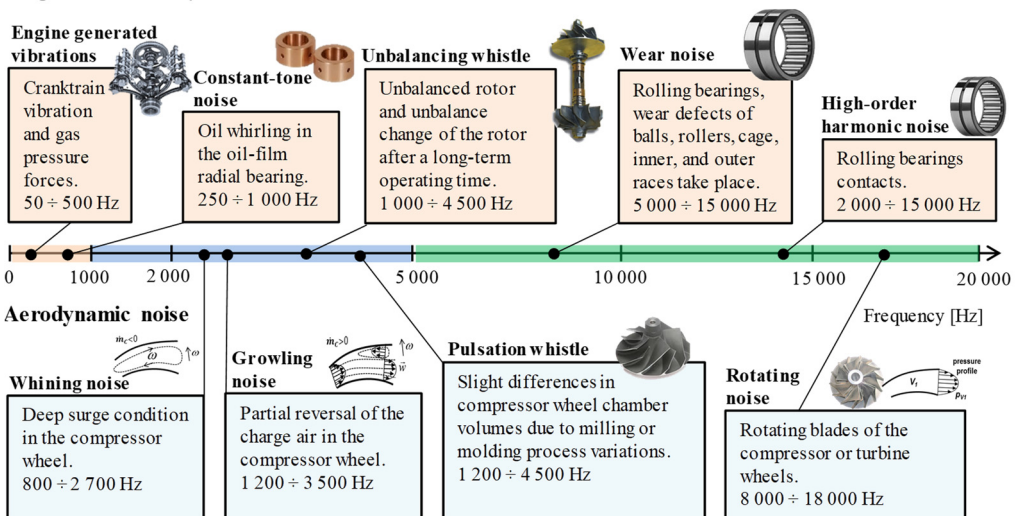 Engine generated
vibrations
Cranktrain
vibration
and gas
pressure
forces.
50 ÷ 500 Hz
Constant-tone
noise
Oil whirling in
the oil-film
radial bearing.
250 ÷ 1 000 Hz
Unbalancing whistle
Unbalanced rotor
and unbalance
change of the rotor
after a long-term
operating time.
1 000 ÷ 4 500 Hz
Wear noise
Rolling bearings,
wear defects of
balls, rollers, cage,
inner, and outer
races take place.
5 000 ÷ 15 000 Hz
High-order
harmonic noise
Rolling bearings
contacts.
2 000 ÷ 15 000 Hz
0 1000 2 000 5 000 10 000 15 000 20 000
Frequency [Hz]
Aerodynamic noise
ṁc<0
ω
ω
Whining noise
Deep surge condition
in the compressor
wheel.
800 ÷ 2 700 Hz
ṁc>0
ω
w⃗
Growling
noise
Partial reversal of the
charge air in the
compressor wheel.
1 200 ÷ 3 500 Hz
Pulsation whistle
Slight differences in
compressor wheel chamber
volumes due to milling or
molding process variations.
1 200 ÷ 4 500 Hz
Rotating
noise
V1
pressure
profile
pV1
Rotating blades of the
compressor or turbine
wheels.
8 000 ÷ 18 000 Hz